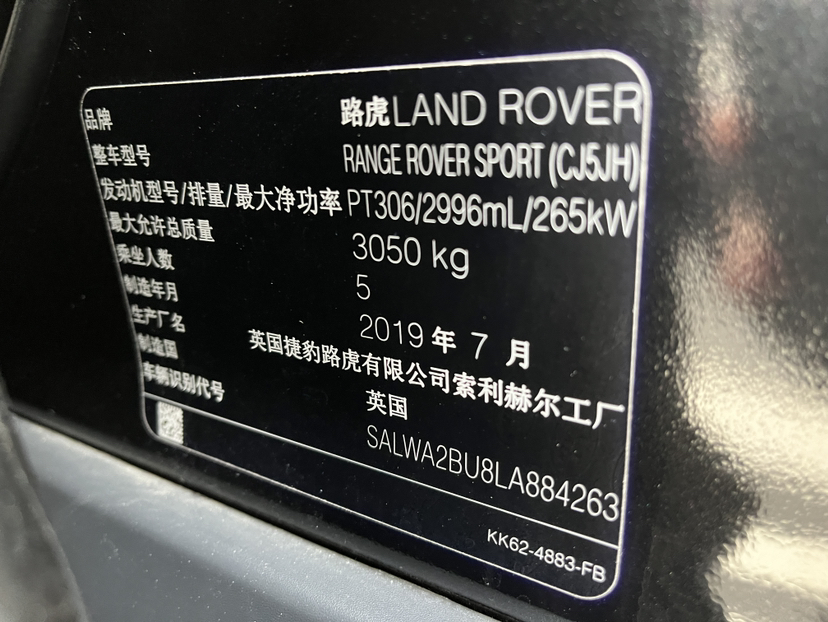 品牌 路虎LAND ROVER
整车型号 RANGE ROVER SPORT (CJ5JH)
发动机型号/排量/最大净功率 PT306/2996mL/265kW
最大允许总质量 3050 kg
乘坐人数 5
制造年月 2019年 7 月
生产厂名 英国捷豹路虎有限公司索利赫尔工厂
制造国 英国
车辆识别代号 SALWA2BU8LA884263
KK62-4883-FB